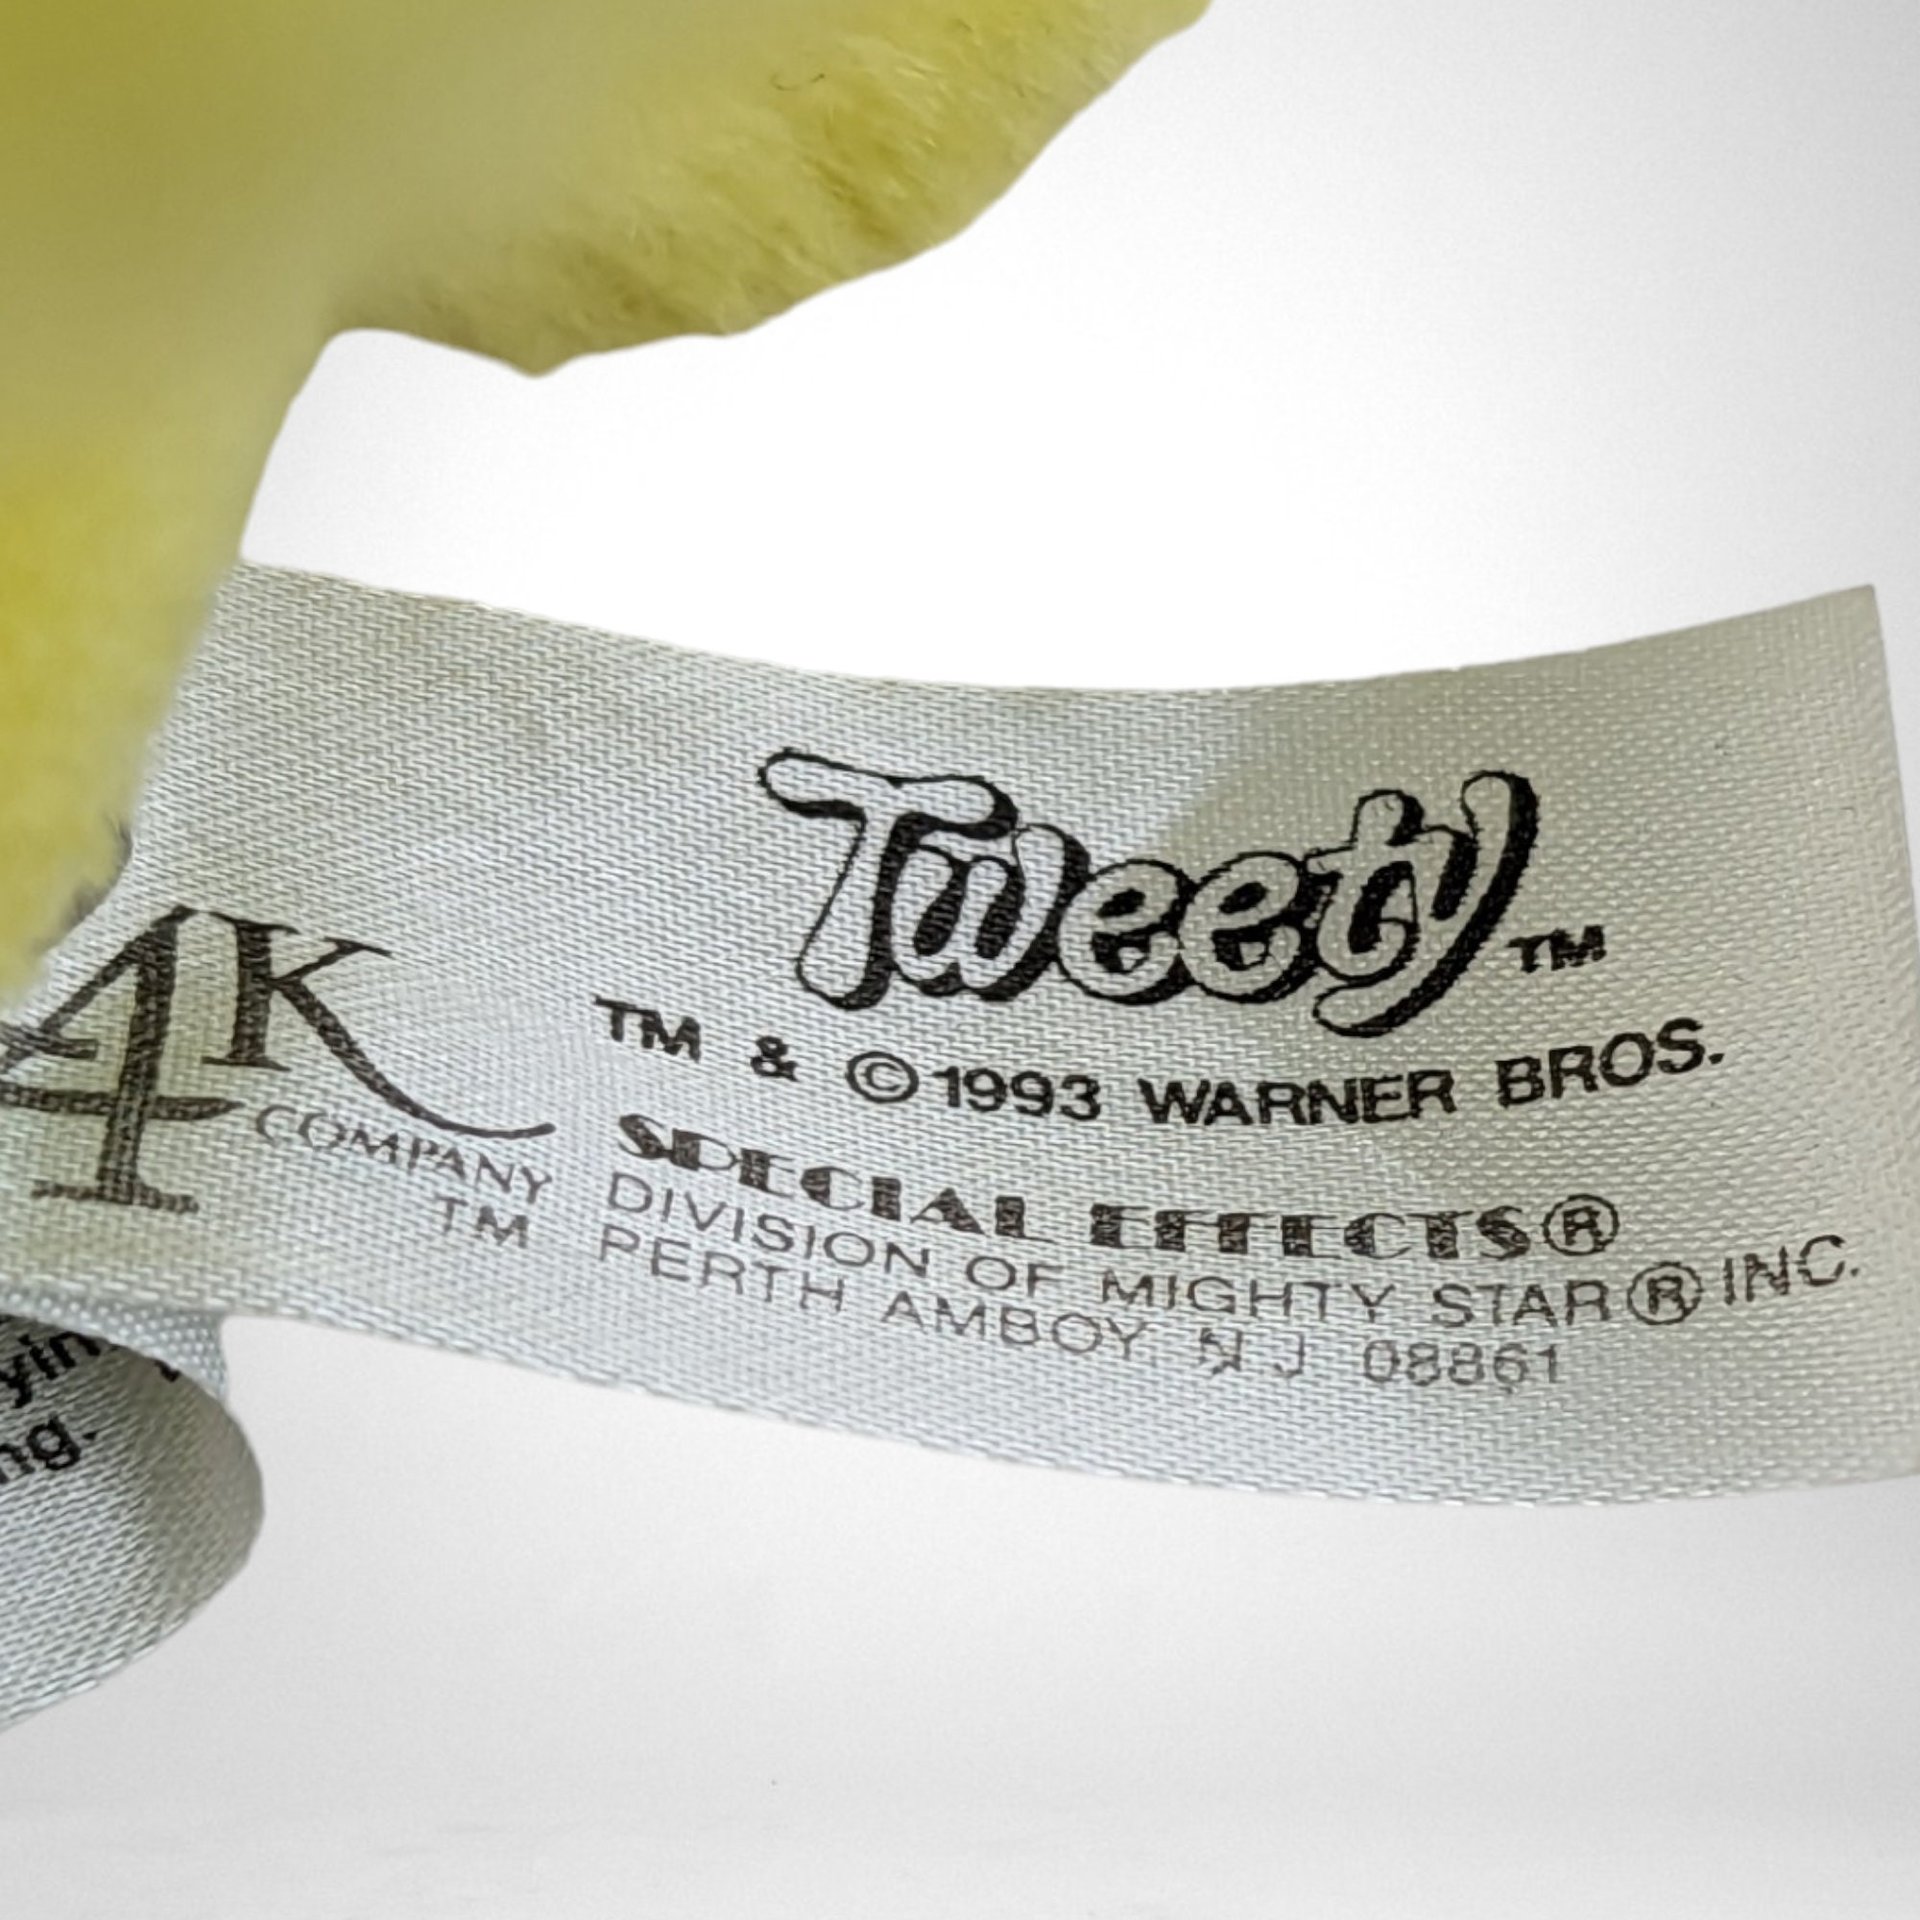 Tweety™
TM & ©1993 WARNER BROS.
4K
COMPANY
TM
SPECIAL EFFECTS®
DIVISION OF MIGHTY STAR® INC.
PERTH AMBOY, N.J. 08861